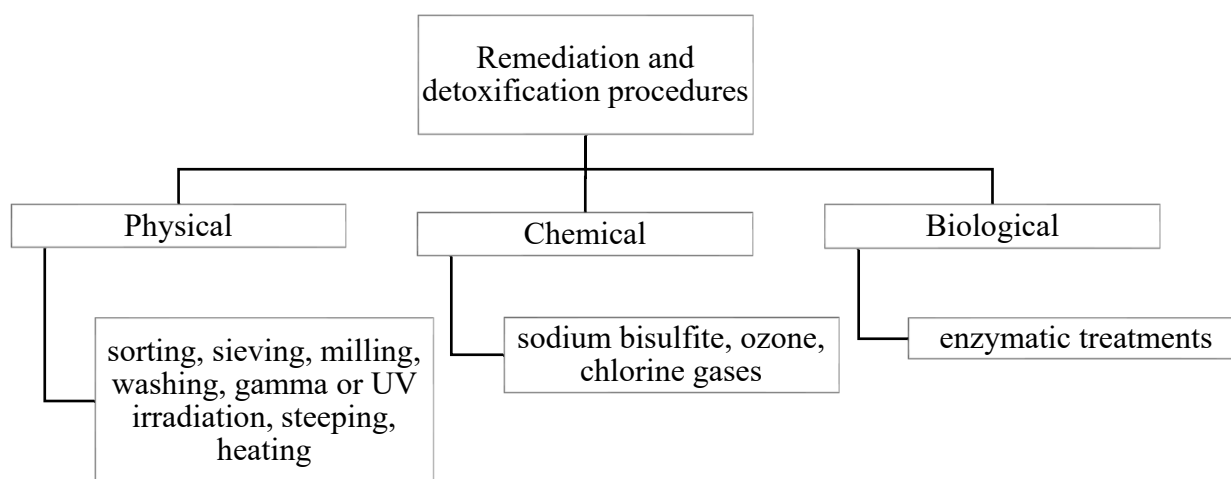 Remediation and
detoxification procedures
Physical
Chemical
Biological
sorting, sieving, milling,
washing, gamma or UV
irradiation, steeping,
heating
sodium bisulfite, ozone,
chlorine gases
enzymatic treatments